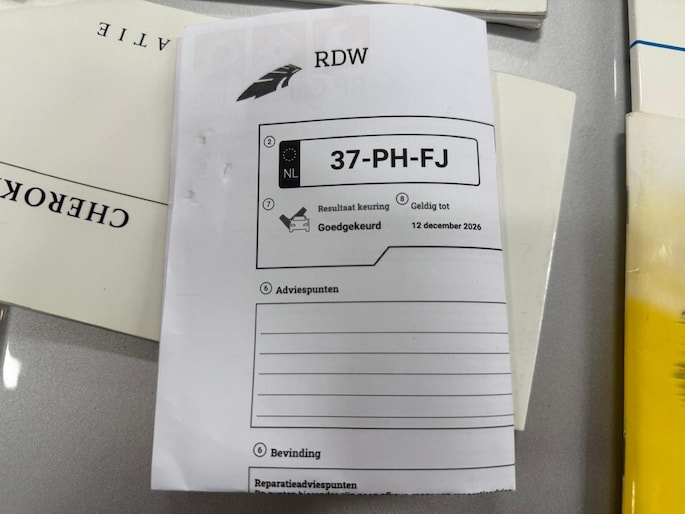 ATIE
CHEROK
RDW
2
NL
37-PH-FJ
7
Resultaat keuring
Goedgekeurd
8
Geldig tot
12 december 2026
6 Adviespunten
6 Bevinding
Reparatieadviespunten